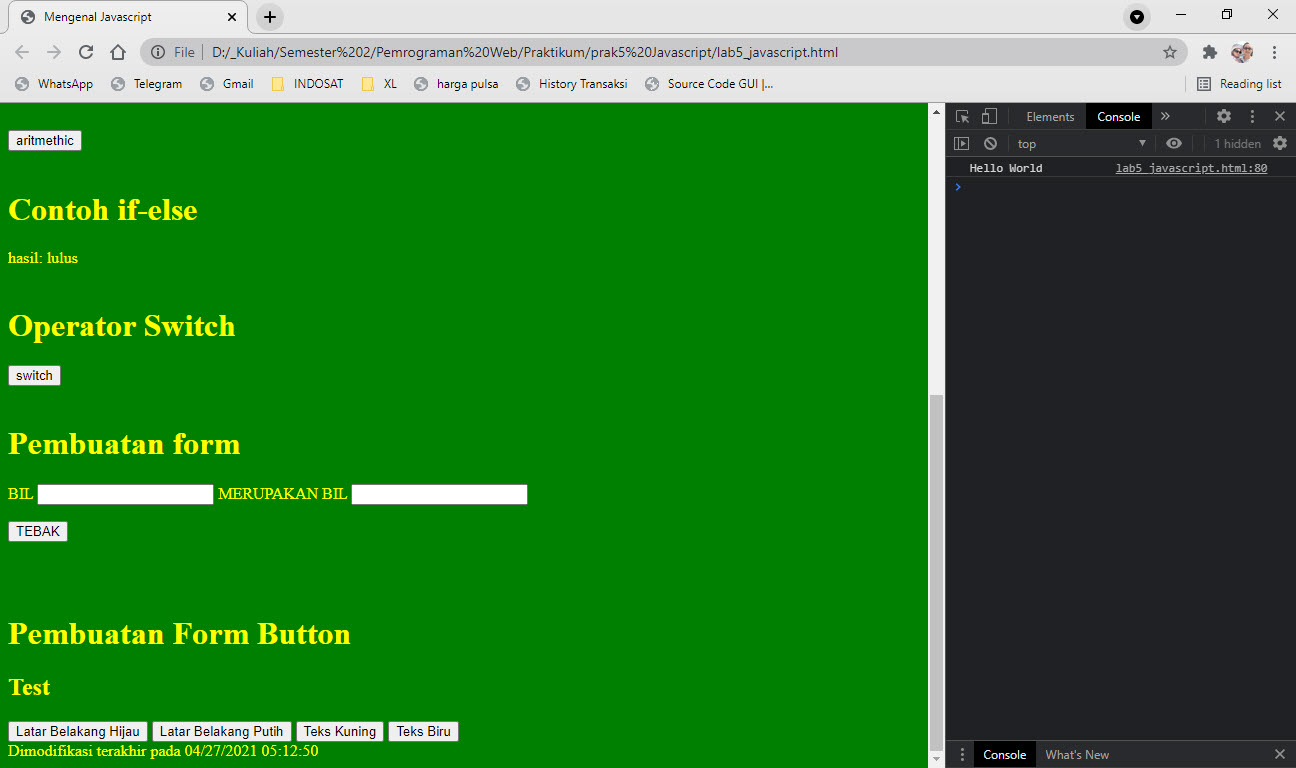 Mengenal Javascript
File D:/_Kuliah/Semester%202/Pemrograman%20Web/Praktikum/prak5%20Javascript/lab5_javascript.html
WhatsApp Telegram Gmail INDOSAT XL harga pulsa History Transaksi Source Code GUI |... Reading list
aritmethic
Contoh if-else
hasil: lulus
Operator Switch
switch
Pembuatan form
BIL MERUPAKAN BIL
TEBAK
Pembuatan Form Button
Test
Latar Belakang Hijau Latar Belakang Putih Teks Kuning Teks Biru
Dimodifikasi terakhir pada 04/27/2021 05:12:50
Elements Console
top 1 hidden
Hello World lab5_javascript.html:80
Console What's New